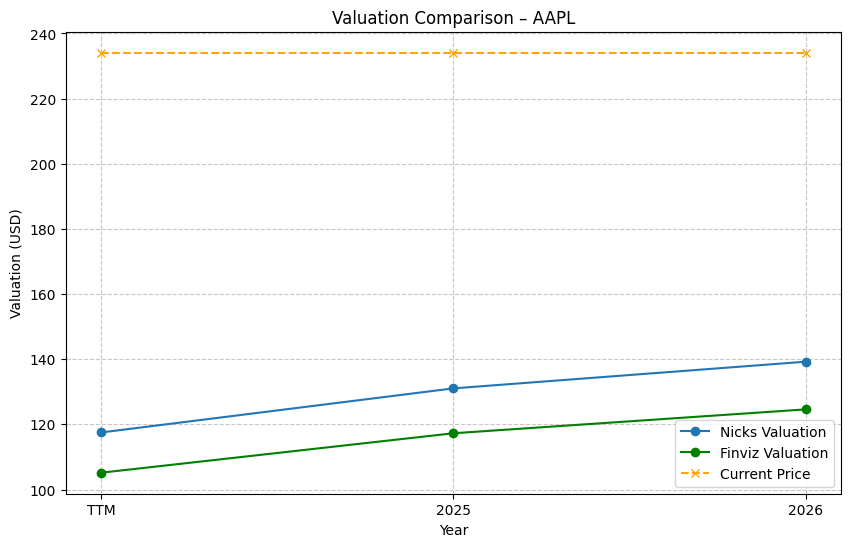 Valuation Comparison – AAPL
Valuation (USD)
240
220
200
180
160
140
120
100
TTM
2025
2026
Year
Nicks Valuation
Finviz Valuation
Current Price